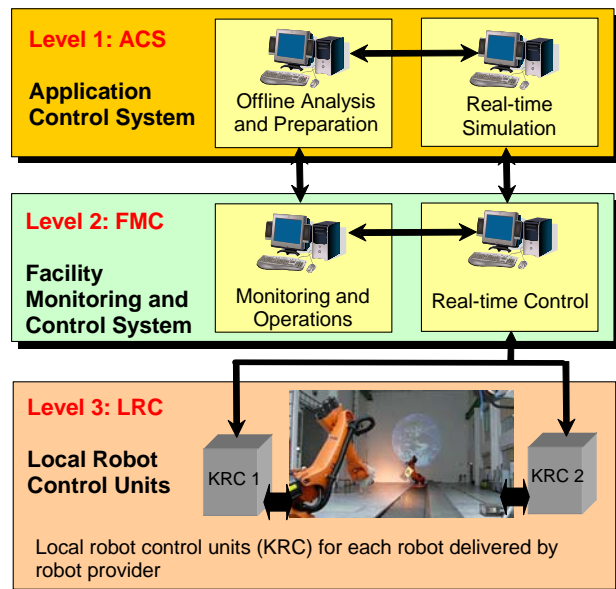 Level 1: ACS
Application
Control System
Offline Analysis
and Preparation
Real-time
Simulation
Level 2: FMC
Facility
Monitoring and
Control System
Monitoring and
Operations
Real-time Control
Level 3: LRC
Local Robot
Control Units
KRC 1
KRC 2
Local robot control units (KRC) for each robot delivered by
robot provider